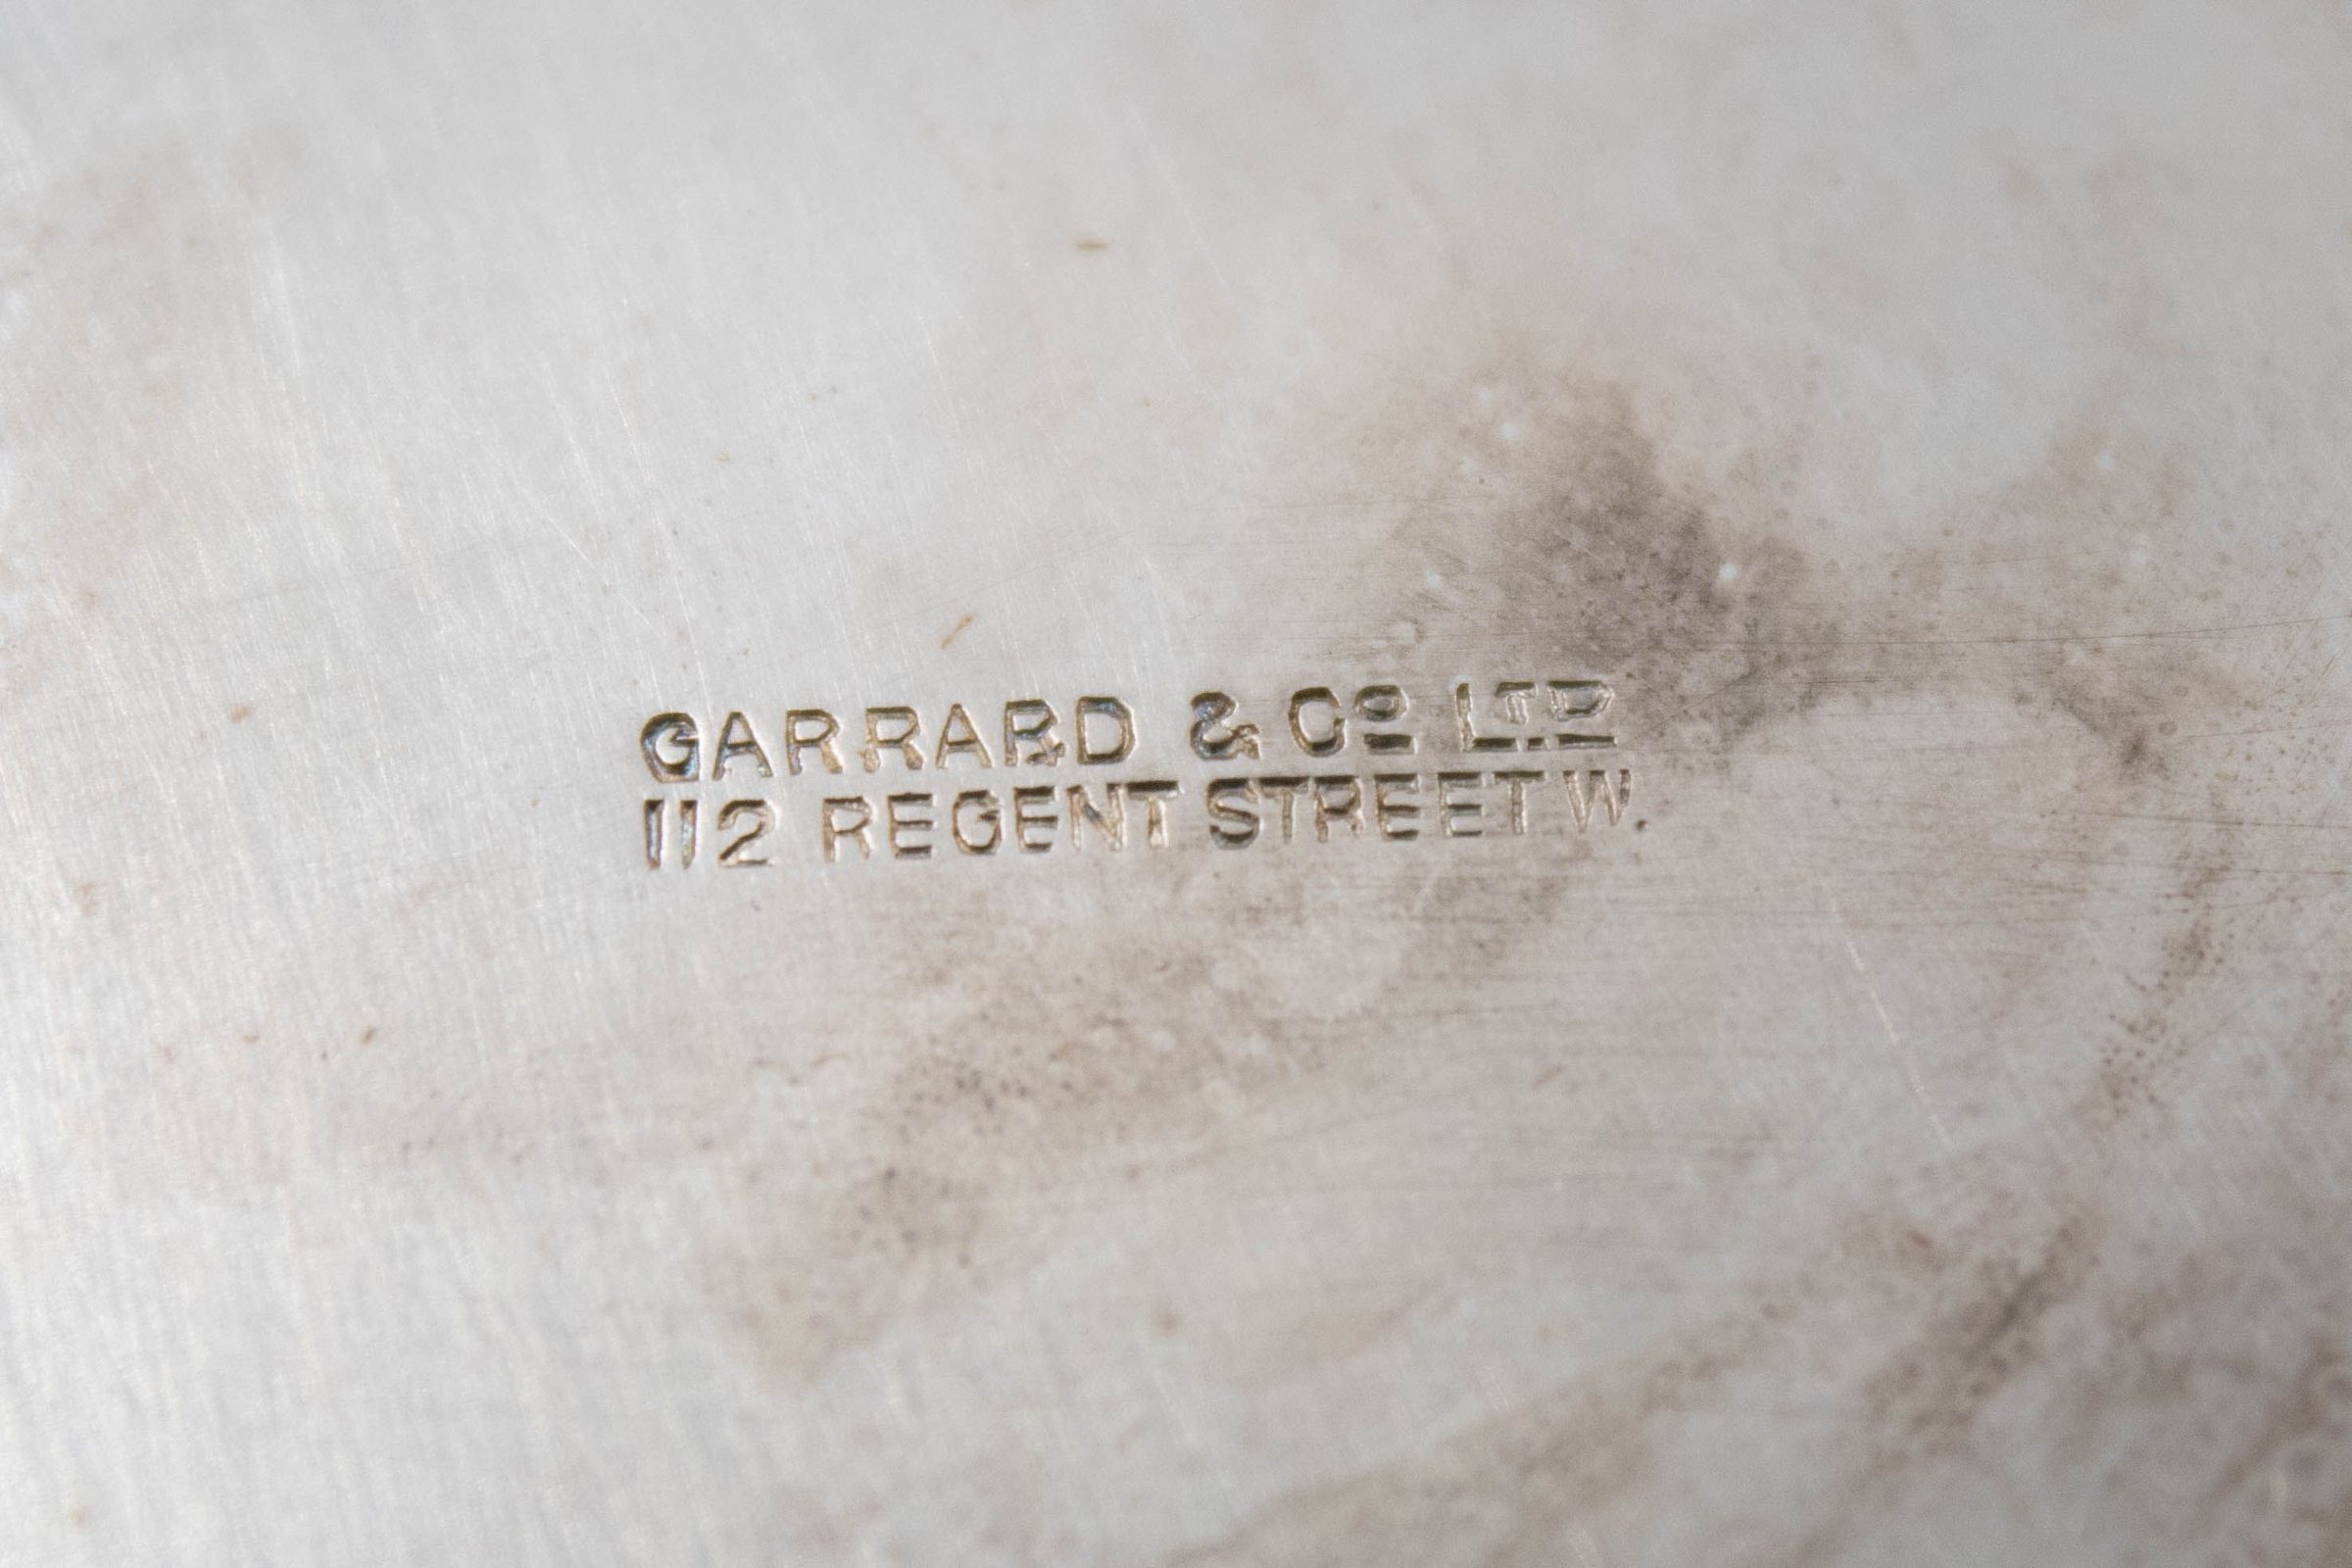 GARRARD & Co LTD
112 REGENT STREET W.